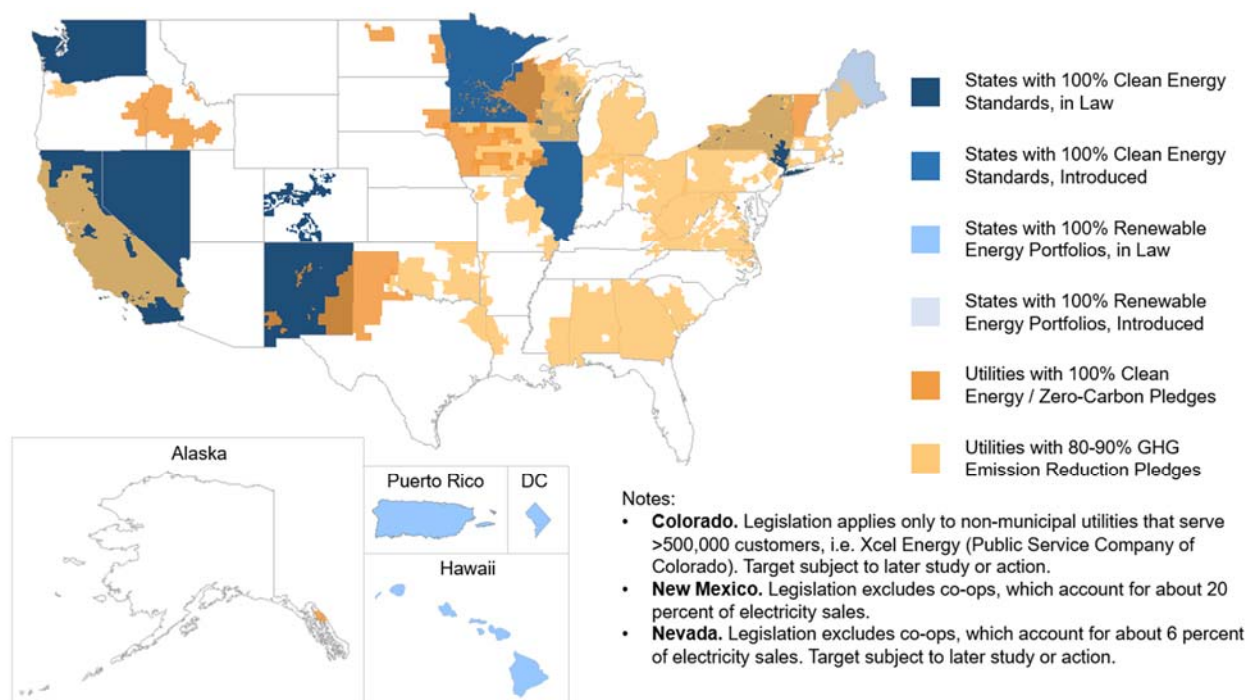 States with 100% Clean Energy
Standards, in Law
States with 100% Clean Energy
Standards, Introduced
States with 100% Renewable
Energy Portfolios, in Law
States with 100% Renewable
Energy Portfolios, Introduced
Utilities with 100% Clean
Energy / Zero-Carbon Pledges
Utilities with 80-90% GHG
Emission Reduction Pledges
Alaska
Puerto Rico
DC
Hawaii
Notes:
• Colorado. Legislation applies only to non-municipal utilities that serve
>500,000 customers, i.e. Xcel Energy (Public Service Company of
Colorado). Target subject to later study or action.
• New Mexico. Legislation excludes co-ops, which account for about 20
percent of electricity sales.
• Nevada. Legislation excludes co-ops, which account for about 6 percent
of electricity sales. Target subject to later study or action.